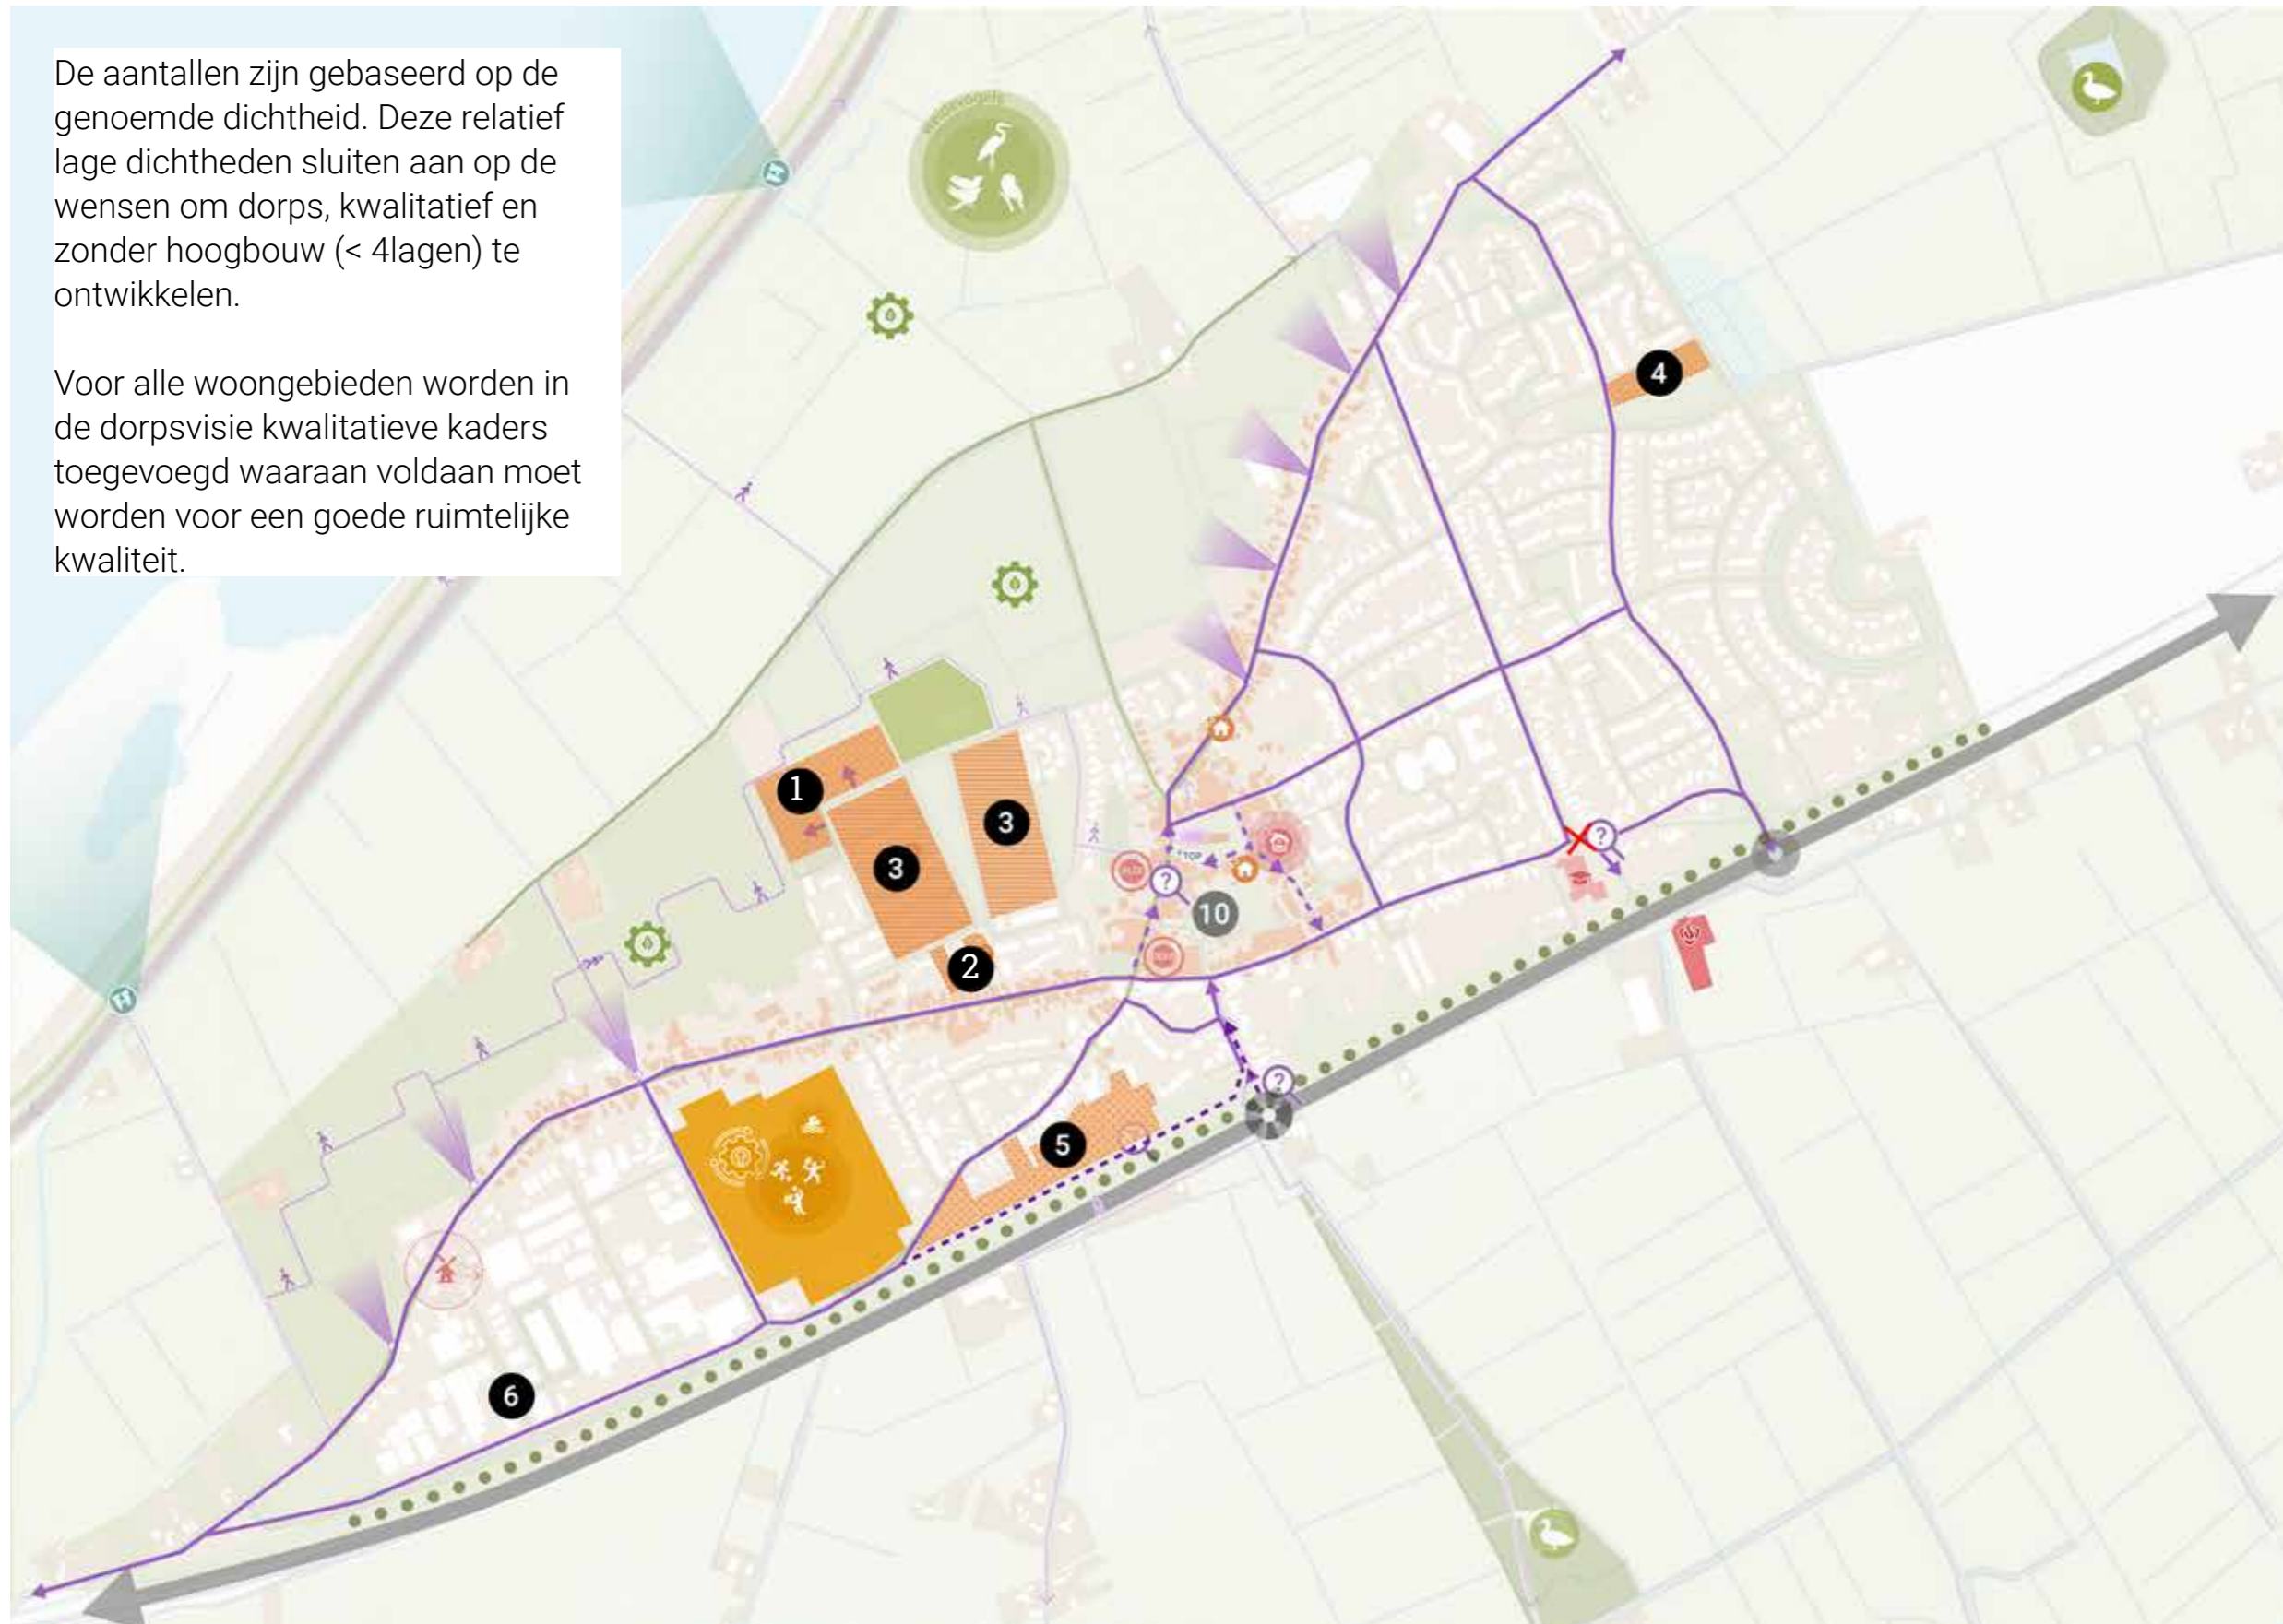 De aantallen zijn gebaseerd op de
genoemde dichtheid. Deze relatief
lage dichtheden sluiten aan op de
wensen om dorps, kwalitatief en
zonder hoogbouw (< 4lagen) te
ontwikkelen.
Voor alle woongebieden worden in
de dorpsvisie kwalitatieve kaders
toegevoegd waaraan voldaan moet
worden voor een goede ruimtelijke
kwaliteit.
Weidevogels
4
1
3
3
?
TOP
?
10
2
?
5
6